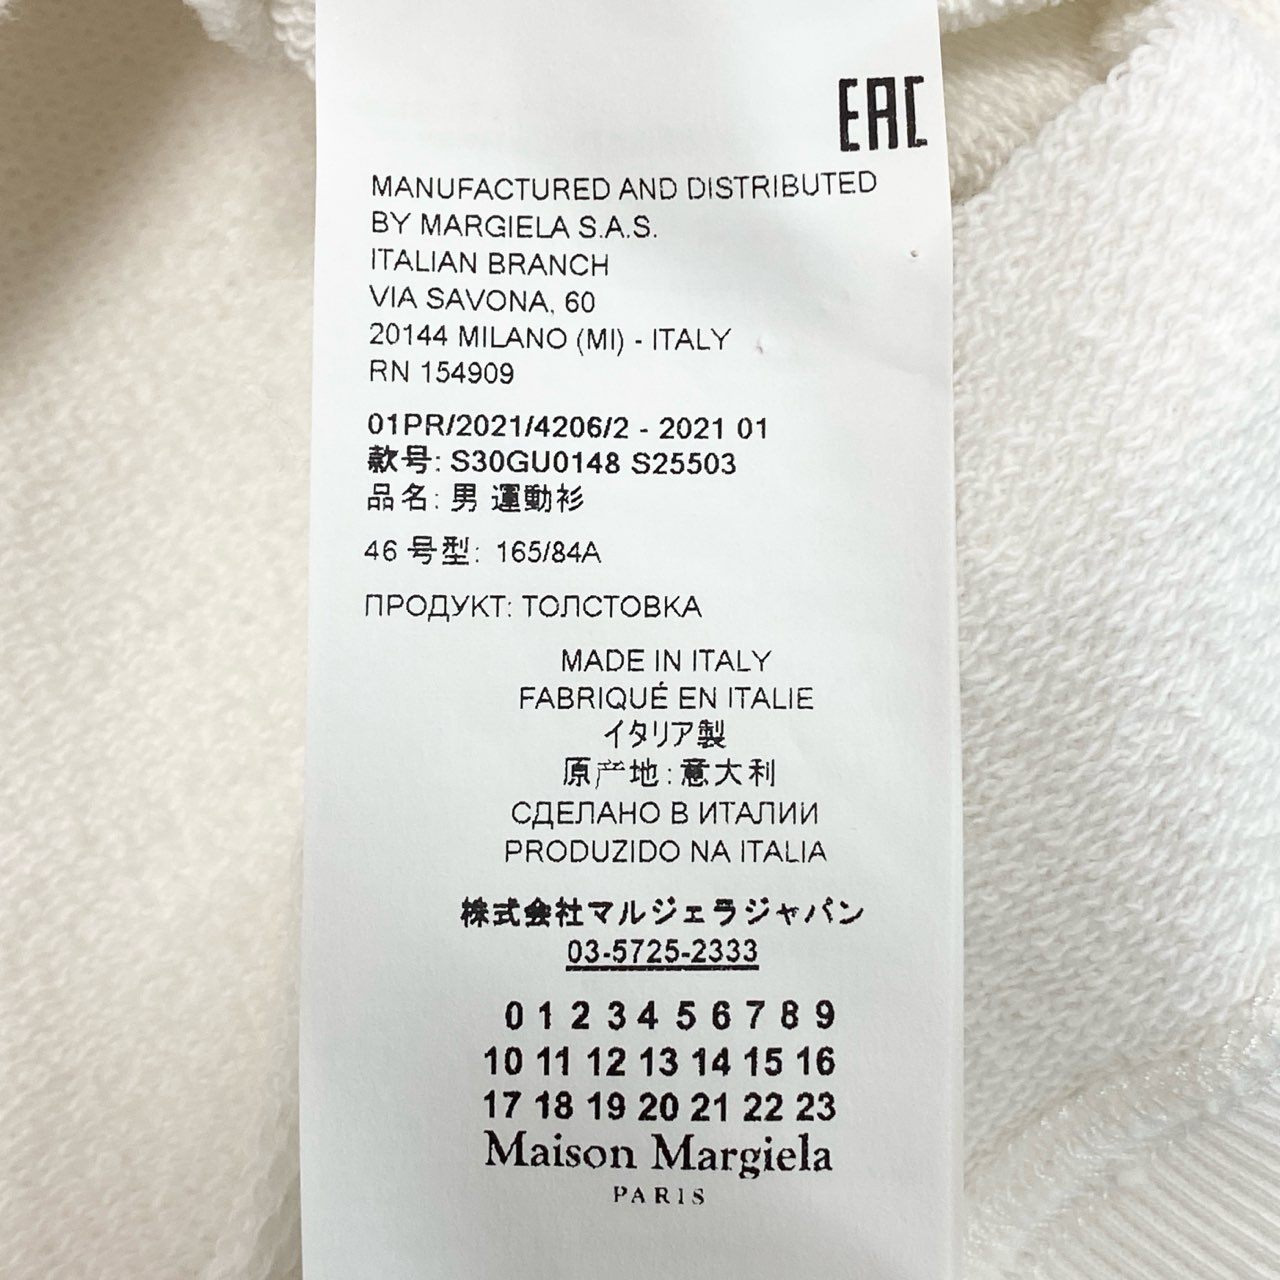 EAC
MANUFACTURED AND DISTRIBUTED
BY MARGIELA S.A.S.
ITALIAN BRANCH
VIA SAVONA, 60
20144 MILANO (MI) - ITALY
RN 154909
01PR/2021/4206/2 - 2021 01
款号: S30GU0148 S25503
品名: 男 運動衫
46 号型: 165/84A
ПРОДУКТ: ТОЛСТОВКА
MADE IN ITALY
FABRIQUÉ EN ITALIE
イタリア製
原产地: 意大利
СДЕЛАНО В ИТАЛИИ
PRODUZIDO NA ITALIA
株式会社マルジェラジャパン
03-5725-2333
0 1 2 3 4 5 6 7 8 9
10 11 12 13 14 15 16
17 18 19 20 21 22 23
Maison Margiela
PARIS